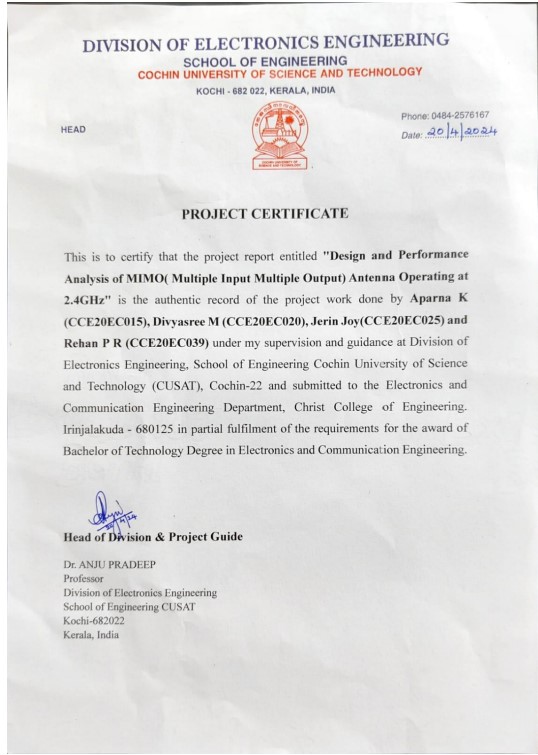 DIVISION OF ELECTRONICS ENGINEERING
SCHOOL OF ENGINEERING
COCHIN UNIVERSITY OF SCIENCE AND TECHNOLOGY
KOCHI - 682 022, KERALA, INDIA
HEAD
Phone: 0484-2576167
Date: 20/4/2024
COCHIN UNIVERSITY OF
SCIENCE AND TECHNOLOGY
PROJECT CERTIFICATE
This is to certify that the project report entitled "Design and Performance
Analysis of MIMO( Multiple Input Multiple Output) Antenna Operating at
2.4GHz" is the authentic record of the project work done by Aparna K
(CCE20EC015), Divyasree M (CCE20EC020), Jerin Joy(CCE20EC025) and
Rehan P R (CCE20EC039) under my supervision and guidance at Division of
Electronics Engineering, School of Engineering Cochin University of Science
and Technology (CUSAT), Cochin-22 and submitted to the Electronics and
Communication Engineering Department, Christ College of Engineering.
Irinjalakuda - 680125 in partial fulfilment of the requirements for the award of
Bachelor of Technology Degree in Electronics and Communication Engineering.
20/4/24
Head of Division & Project Guide
Dr. ANJU PRADEEP
Professor
Division of Electronics Engineering
School of Engineering CUSAT
Kochi-682022
Kerala, India